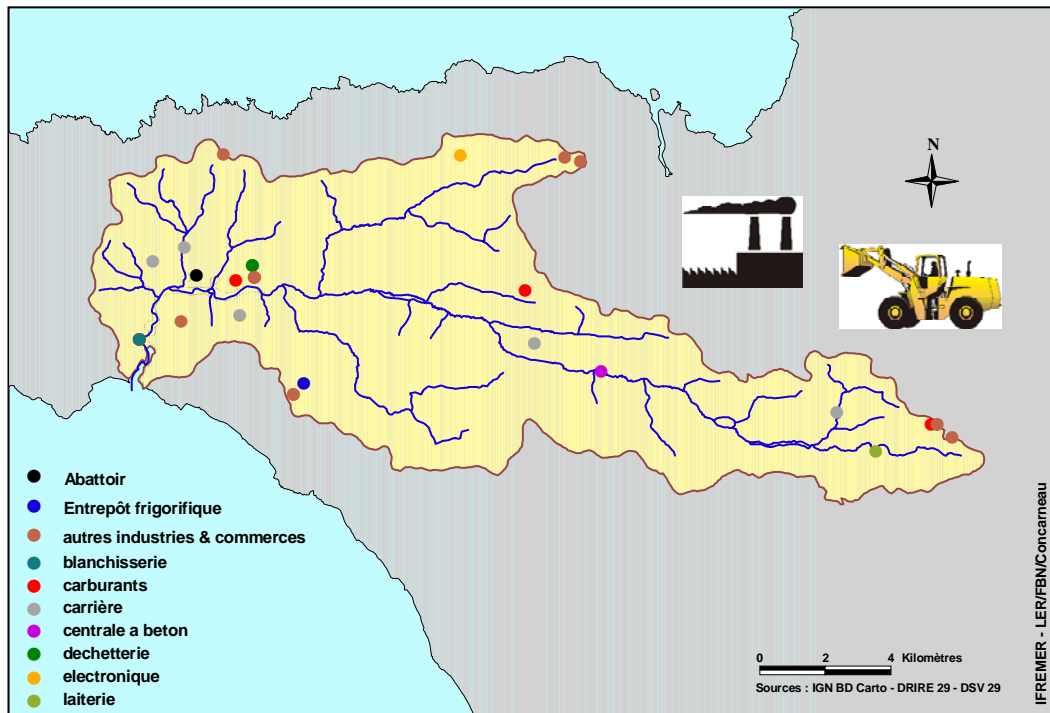 N
Abattoir
Entrepôt frigorifique
autres industries & commerces
blanchisserie
carburants
carrière
centrale a beton
dechetterie
electronique
laiterie
0 2 4 Kilomètres
Sources : IGN BD Carto - DRIRE 29 - DSV 29
IFREMER - LER/FBN/Concarneau